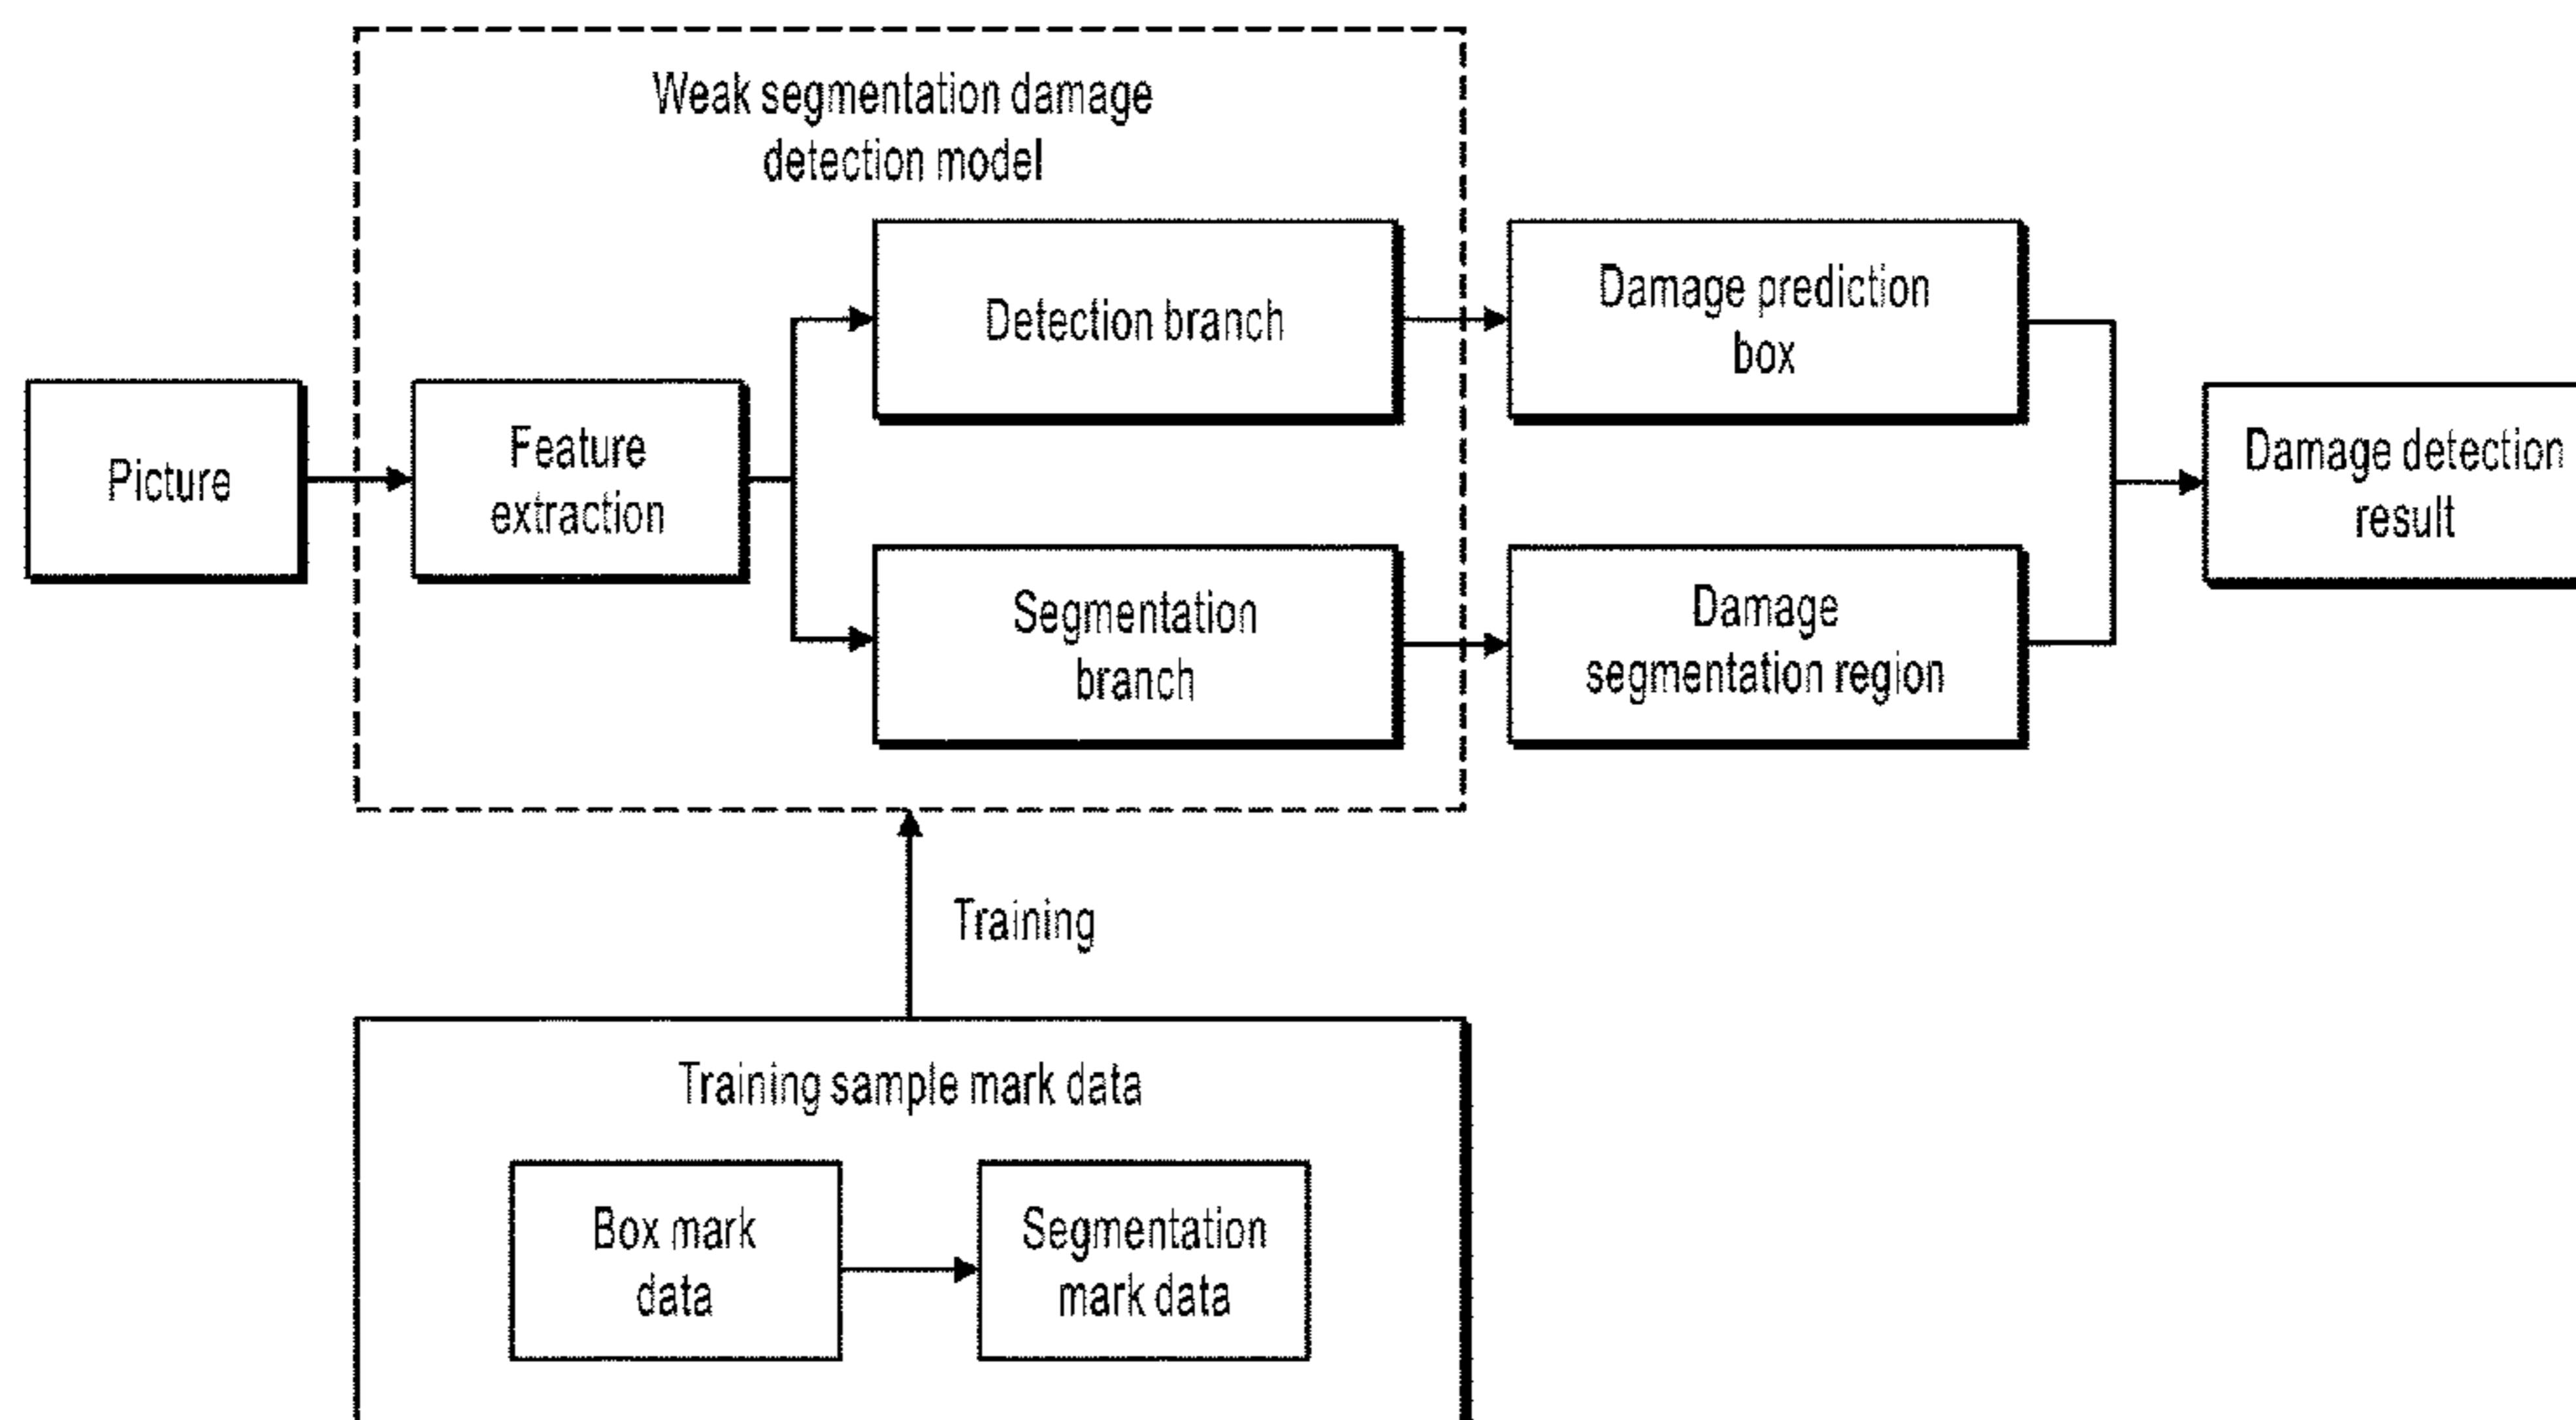 Weak segmentation damage
detection model
Picture
Feature
extraction
Detection branch
Segmentation
branch
Damage prediction
box
Damage
segmentation region
Damage detection
result
Training
Training sample mark data
Box mark
data
Segmentation
mark data